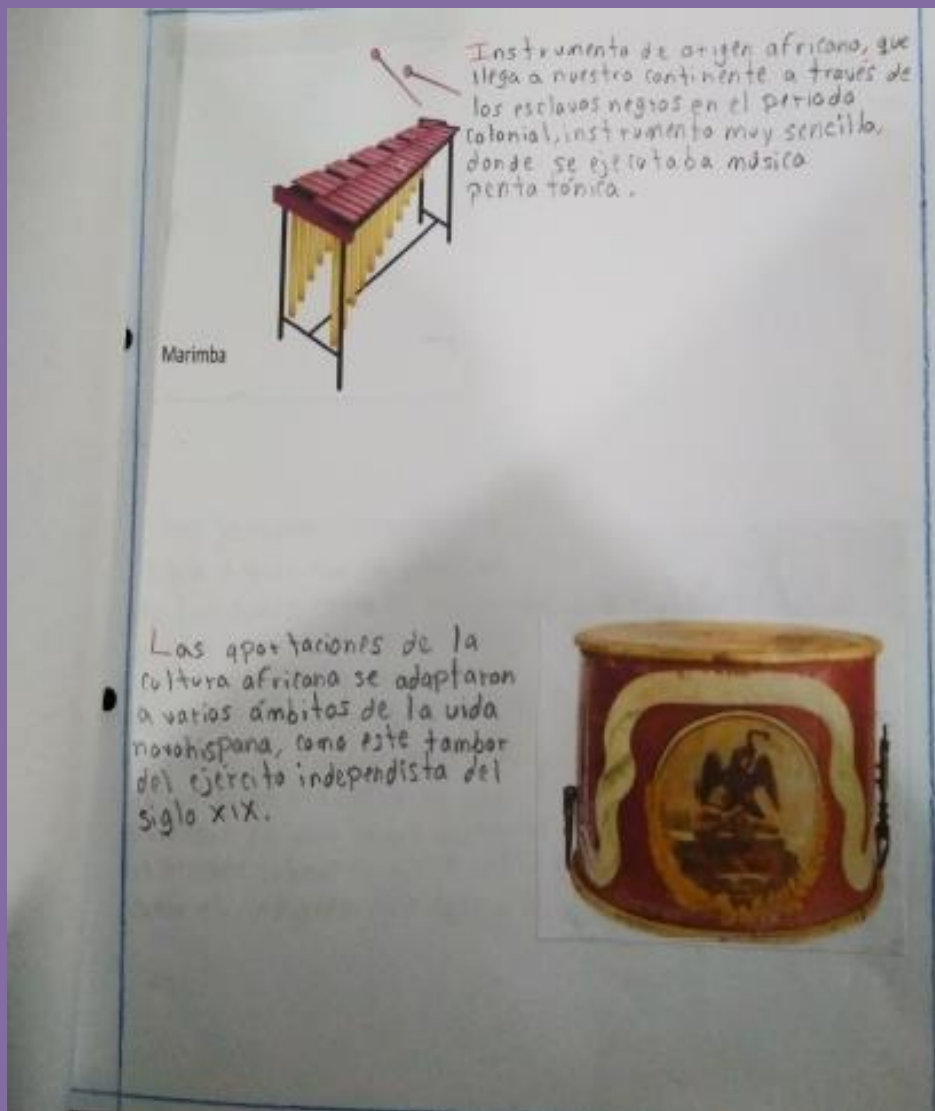 Instrumento de origen africano, que
llega a nuestro continente a través de
los esclavos negros en el periodo
colonial, instrumento muy sencillo,
donde se ejecutaba música
pentatónica.
Marimba
Las aportaciones de la
cultura africana se adaptaron
a varios ámbitos de la vida
novohispana, como este tambor
del ejército independista del
siglo XIX.